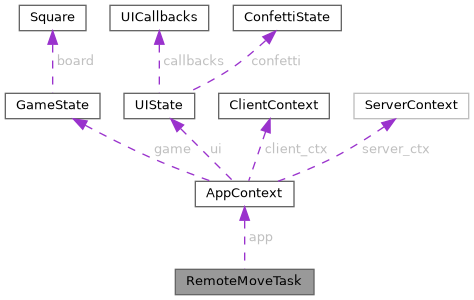 Square
UICallbacks
ConfettiState
board
callbacks
confetti
GameState
UIState
ClientContext
ServerContext
game
ui
client_ctx
server_ctx
AppContext
app
RemoteMoveTask